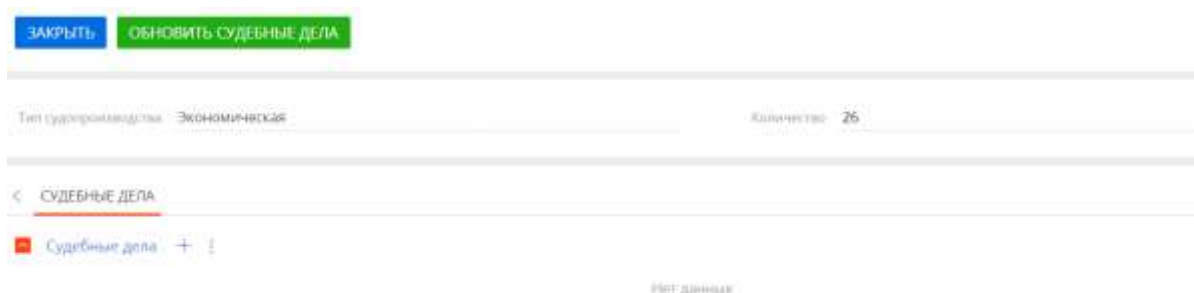 ЗАКРЫТЬ ОБНОВИТЬ СУДЕБНЫЕ ДЕЛА
Тип судопроизводства Экономическая Количество 26
СУДЕБНЫЕ ДЕЛА
Судебные дела
Нет данных